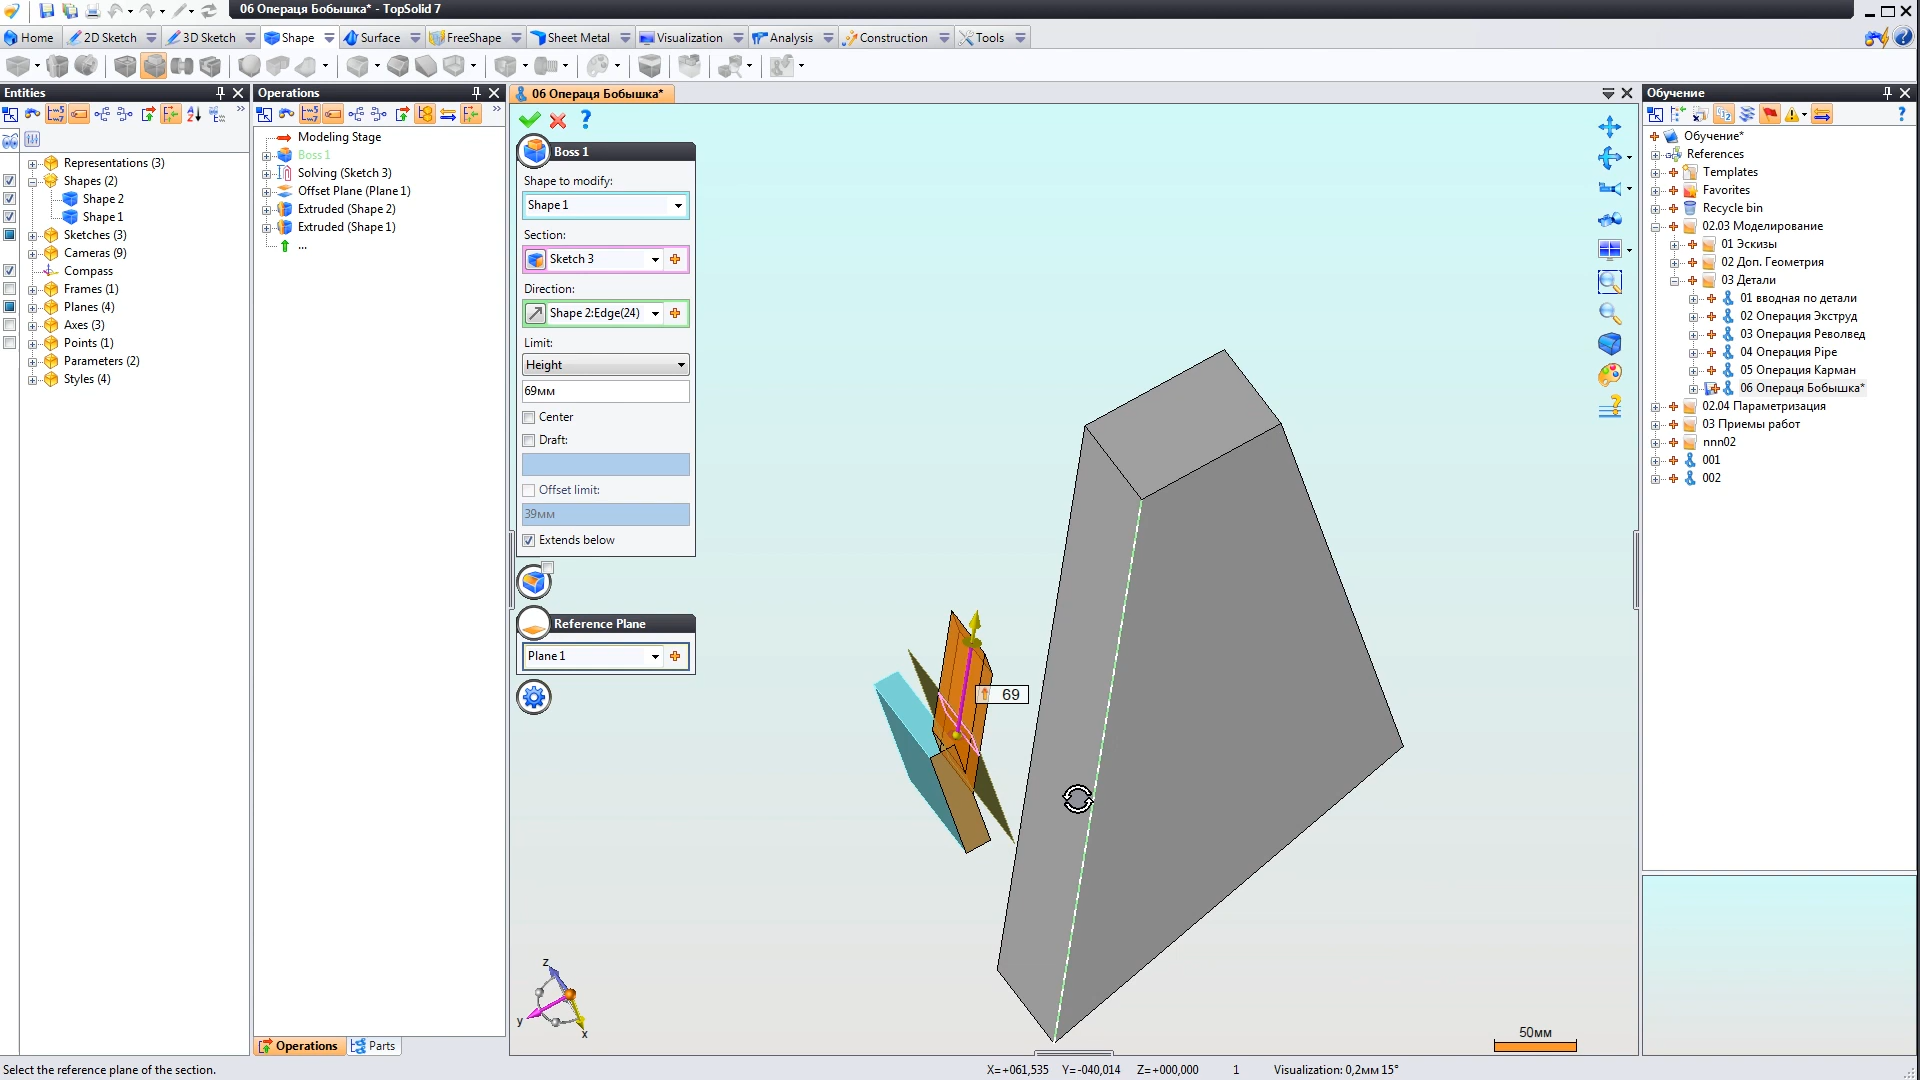 06 Операця Бобышка* - TopSolid 7
Home
2D Sketch
3D Sketch
Shape
Surface
FreeShape
Sheet Metal
Visualization
Analysis
Construction
Tools
Entities
Representations (3)
Shapes (2)
Shape 2
Shape 1
Sketches (3)
Cameras (9)
Compass
Frames (1)
Planes (4)
Axes (3)
Points (1)
Parameters (2)
Styles (4)
Operations
Modeling Stage
Boss 1
Solving (Sketch 3)
Offset Plane (Plane 1)
Extruded (Shape 2)
Extruded (Shape 1)
...
Operations
Parts
06 Операця Бобышка*
Boss 1
Shape to modify:
Shape 1
Section:
Sketch 3
Direction:
Shape 2:Edge(24)
Limit:
Height
69мм
Center
Draft:
Offset limit:
39мм
Extends below
Reference Plane
Plane 1
69
z
y
x
50мм
Обучение
Обучение*
References
Templates
Favorites
Recycle bin
02.03 Моделирование
01 Эскизы
02 Доп. Геометрия
03 Детали
01 вводная по детали
02 Операция Экструд
03 Операция Револвед
04 Операция Pipe
05 Операция Карман
06 Операця Бобышка*
02.04 Параметризация
03 Приемы работ
nnn02
001
002
Select the reference plane of the section.
X=+061,535 Y=-040,014 Z=+000,000 1 Visualization: 0,2мм 15°